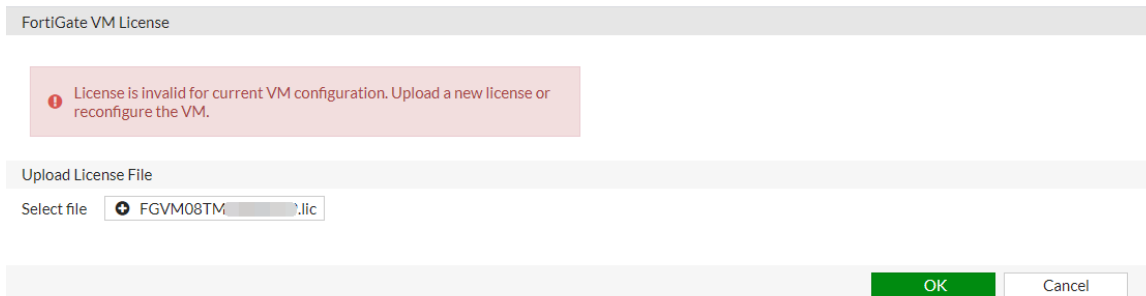 FortiGate VM License
License is invalid for current VM configuration. Upload a new license or
reconfigure the VM.
Upload License File
Select file FGVM08TM .lic
OK Cancel